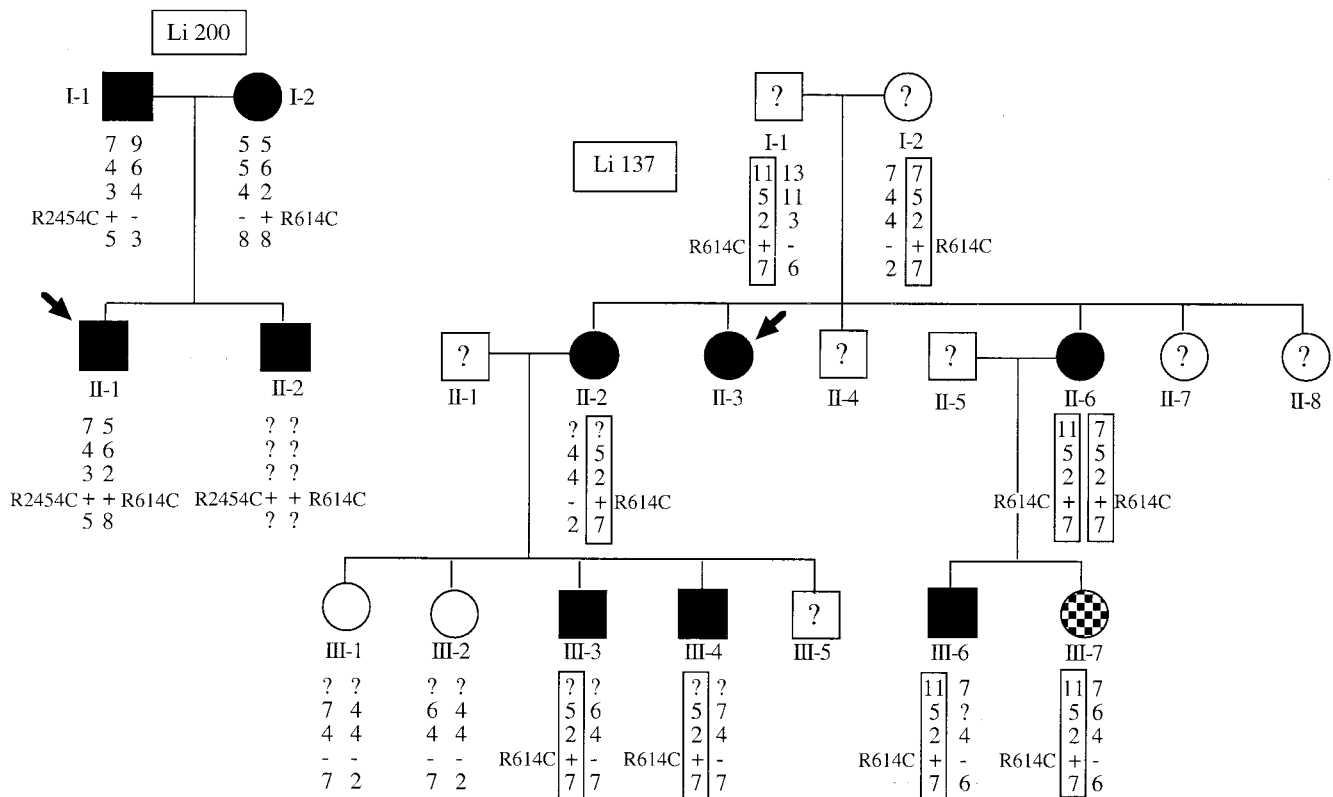 Li 200
I-1
I-2
7 9
4 6
3 4
R2454C + -
5 3
5 5
5 6
4 2
- + R614C
8 8
II-1
7 5
4 6
3 2
R2454C + + R614C
5 8
II-2
? ?
? ?
? ?
R2454C + + R614C
? ?
Li 137
?
I-1
11 13
5 11
2 3
R614C + -
7 6
?
I-2
7 7
4 5
4 2
- + R614C
2 7
?
II-1
II-2
? ?
4 5
4 2
- + R614C
2 7
II-3
?
II-4
?
II-5
II-6
11 7
5 5
2 2
R614C + + R614C
7 7
?
II-7
?
II-8
III-1
? ?
7 4
4 4
- -
7 2
III-2
? ?
6 4
4 4
- -
7 2
III-3
? ?
5 6
2 4
R614C + -
7 7
III-4
? ?
5 7
2 4
R614C + -
7 7
?
III-5
III-6
11 7
5 ?
2 4
R614C + -
7 6
III-7
11 7
5 6
2 4
R614C + -
7 6